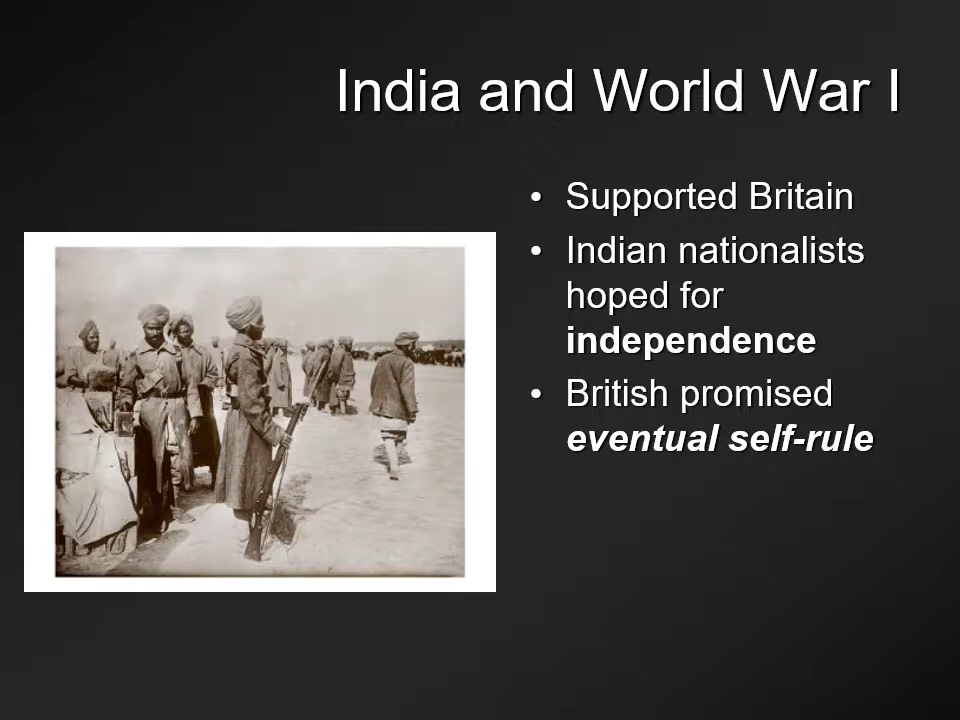 India and World War I
• Supported Britain
• Indian nationalists
hoped for
independence
• British promised
eventual self-rule